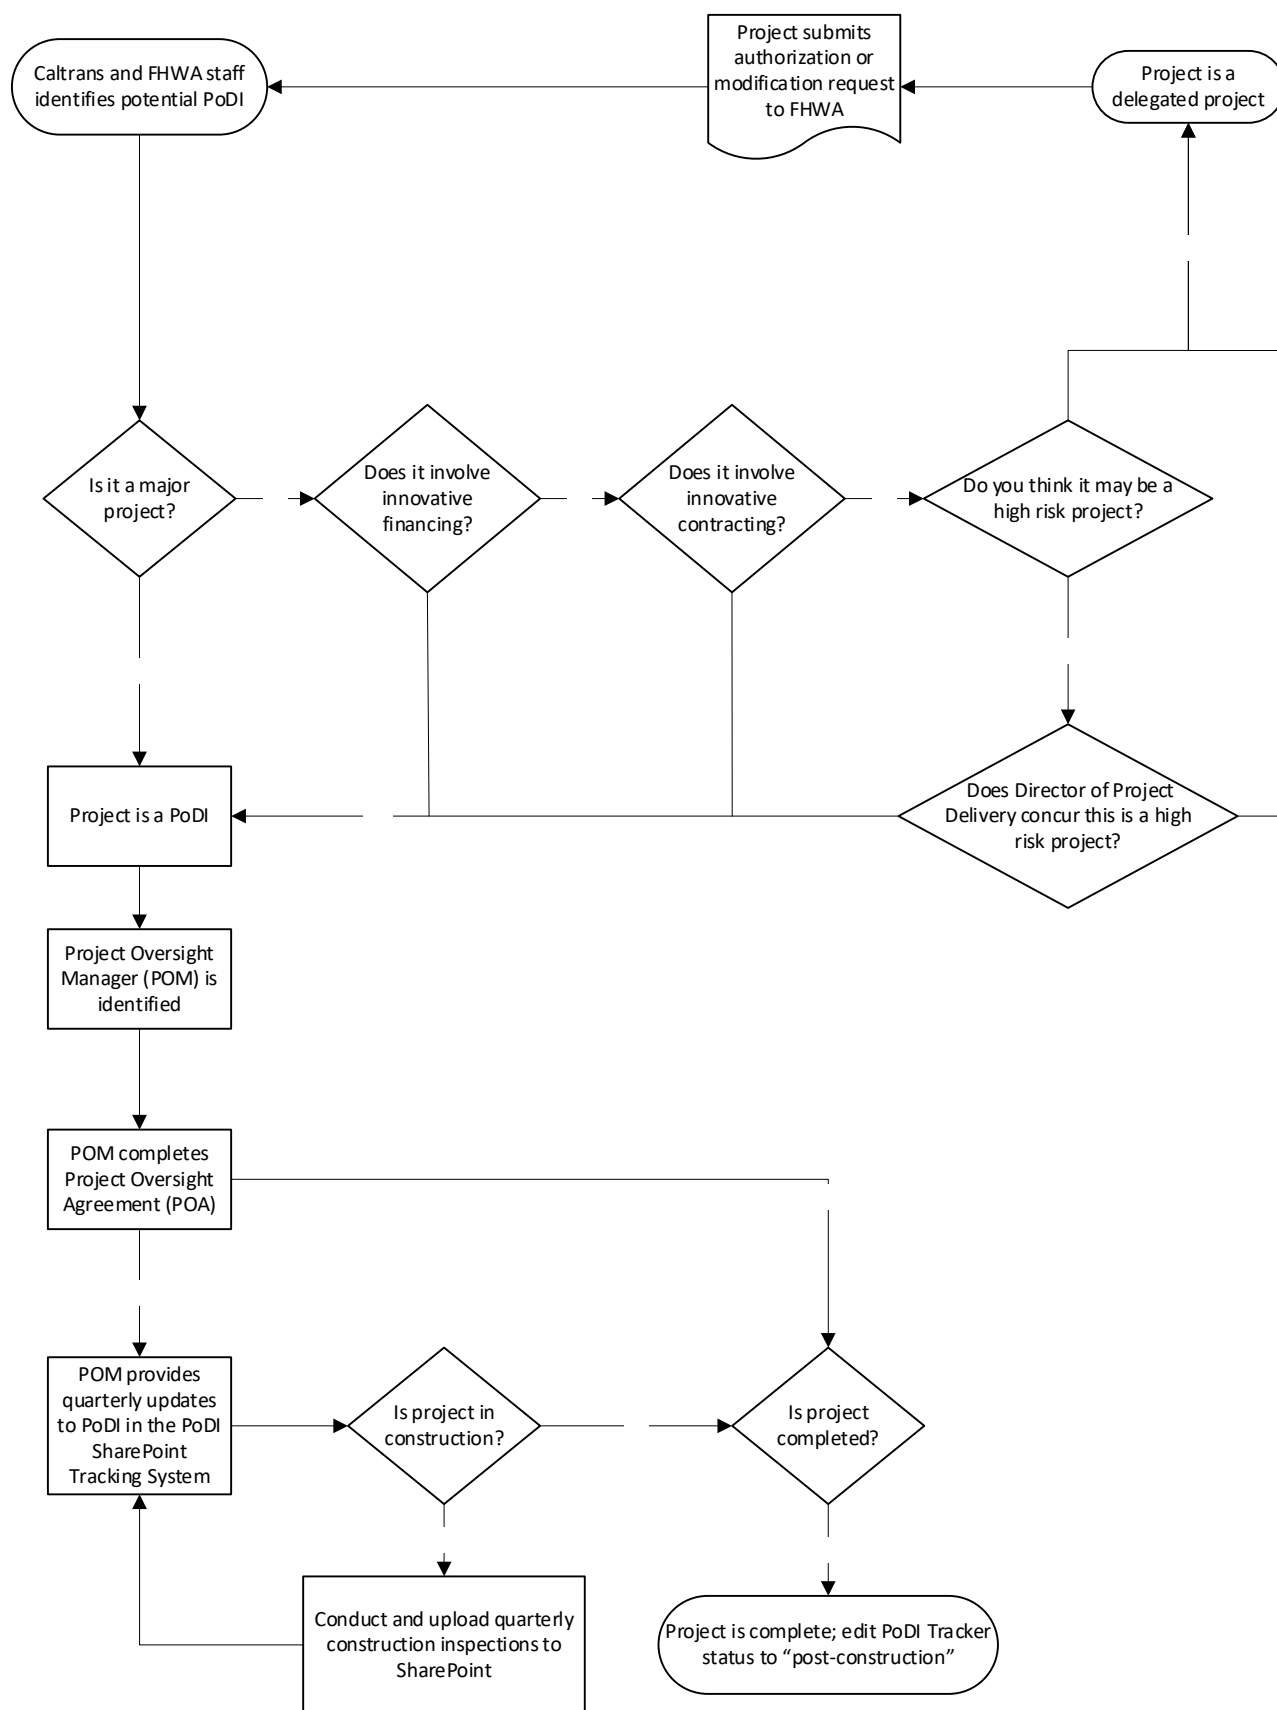 Caltrans and FHWA staff
identifies potential PoDI
Project submits
authorization or
modification request
to FHWA
Project is a
delegated project
Is it a major
project?
Does it involve
innovative
financing?
Does it involve
innovative
contracting?
Do you think it may be a
high risk project?
Project is a PoDI
Does Director of Project
Delivery concur this is a high
risk project?
Project Oversight
Manager (POM) is
identified
POM completes
Project Oversight
Agreement (POA)
POM provides
quarterly updates
to PoDI in the PoDI
SharePoint
Tracking System
Is project in
construction?
Is project
completed?
Conduct and upload quarterly
construction inspections to
SharePoint
Project is complete; edit PoDI Tracker
status to “post-construction”